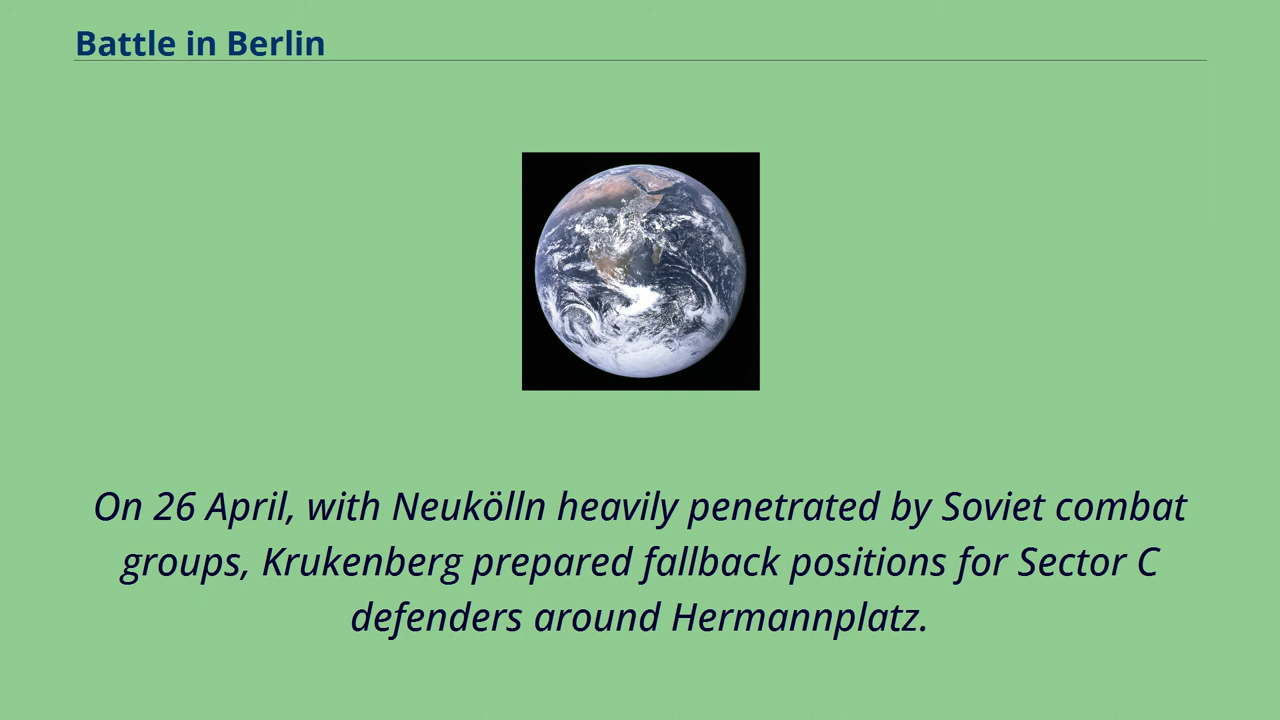 Battle in Berlin
On 26 April, with Neukölln heavily penetrated by Soviet combat
groups, Krukenberg prepared fallback positions for Sector C
defenders around Hermannplatz.